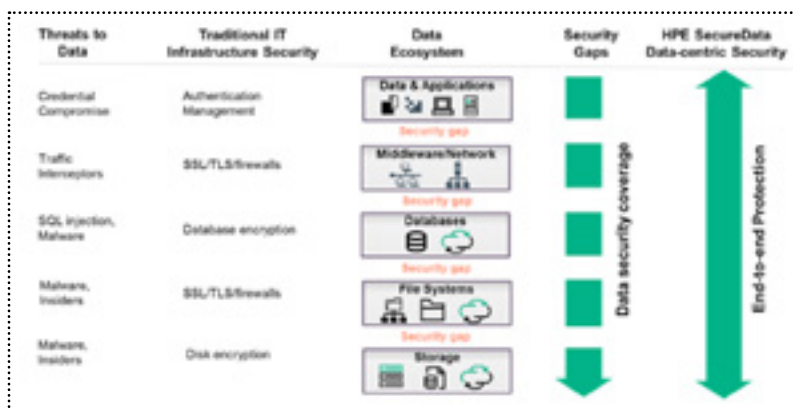 Threats to
Data
Traditional IT
Infrastructure Security
Data
Ecosystem
Security
Gaps
HPE SecureData
Data-centric Security
Credential
Compromise
Authentication
Management
Data & Applications
Security gap
Traffic
Interceptors
SSL/TLS/firewalls
Middleware/Network
Security gap
SQL injection,
Malware
Database encryption
Databases
Security gap
Malware,
Insiders
SSL/TLS/firewalls
File Systems
Security gap
Malware,
Insiders
Disk encryption
Storage
Data security coverage
End-to-end Protection